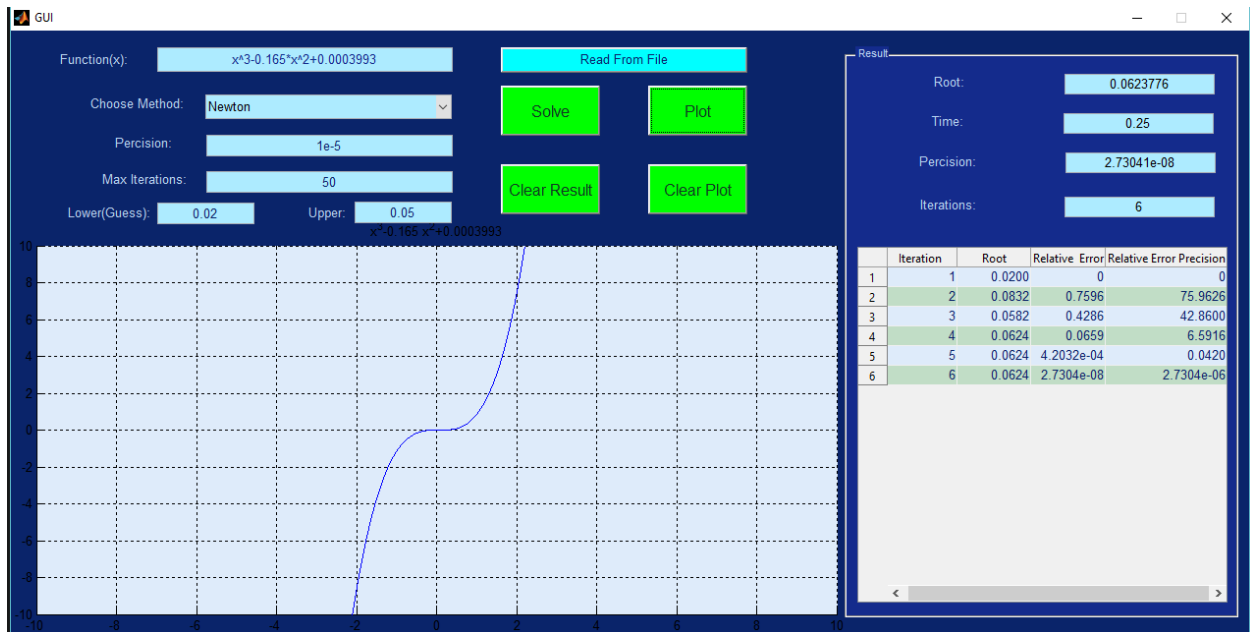 GUI
Function(x): x^3-0.165*x^2+0.0003993
Read From File
Choose Method: Newton
Solve
Plot
Percision: 1e-5
Max Iterations: 50
Clear Result
Clear Plot
Lower(Guess): 0.02 Upper: 0.05
x³-0.165 x²+0.0003993
10
8
6
4
2
0
-2
-4
-6
-8
-10
-10 -8 -6 -4 -2 0 2 4 6 8 10
Result
Root: 0.0623776
Time: 0.25
Percision: 2.73041e-08
Iterations: 6
Iteration Root Relative Error Relative Error Precision
1 1 0.0200 0 0
2 2 0.0832 0.7596 75.9626
3 3 0.0582 0.4286 42.8600
4 4 0.0624 0.0659 6.5916
5 5 0.0624 4.2032e-04 0.0420
6 6 0.0624 2.7304e-08 2.7304e-06